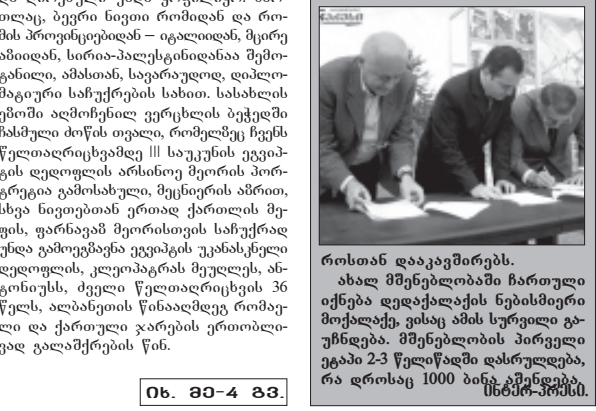 თლაც, ბევრი ნივთი რომიდან და რო-
მის პროვინციებიდან – იტალიიდან, მცირე
აზიიდან, სირია-პალესტინიდანაა შემო-
ტანილი, ამასთან, სავარაუდოდ, დიპლო-
მატიური საჩუქრების სახით. სასახლის
ეზოში აღმოჩენილ ვერცხლის ბეჭედში
ჩასმული ძოწის თვალი, რომელზეც ჩვენს
წელთაღრიცხვამდე III საუკუნის ეგვიპ-
ტის დედოფლის არსინოე მეორის პორ-
ტრეტია გამოსახული, მეცნიერის აზრით,
სხვა ნივთებთან ერთად ქართლის მე-
ფის, ფარნავაზ მეორისთვის საჩუქრად
უნდა გამოეგზავნა ეგვიპტის უკანასკნელი
დედოფლის, კლეოპატრას მეუღლეს, ან-
ტონიუსს, ძველი წელთაღრიცხვის 36
წელს, ალბანეთის წინააღმდეგ რომაე-
ლი და ქართული ჯარების ერთობლი-
ვად გალაშქრების წინ.
იხ. მე-4 გვ.
როსთან დააკავშირებს.
ახალ მშენებლობაში ჩართული
იქნება დედაქალაქის ნებისმიერი
მოქალაქე, ვისაც ამის სურვილი გა-
უჩნდება. მშენებლობის პირველი
ეტაპი 2-3 წელიწადში დასრულდება,
რა დროსაც 1000 ბინა აშენდება.
ინტერ-პრესი.